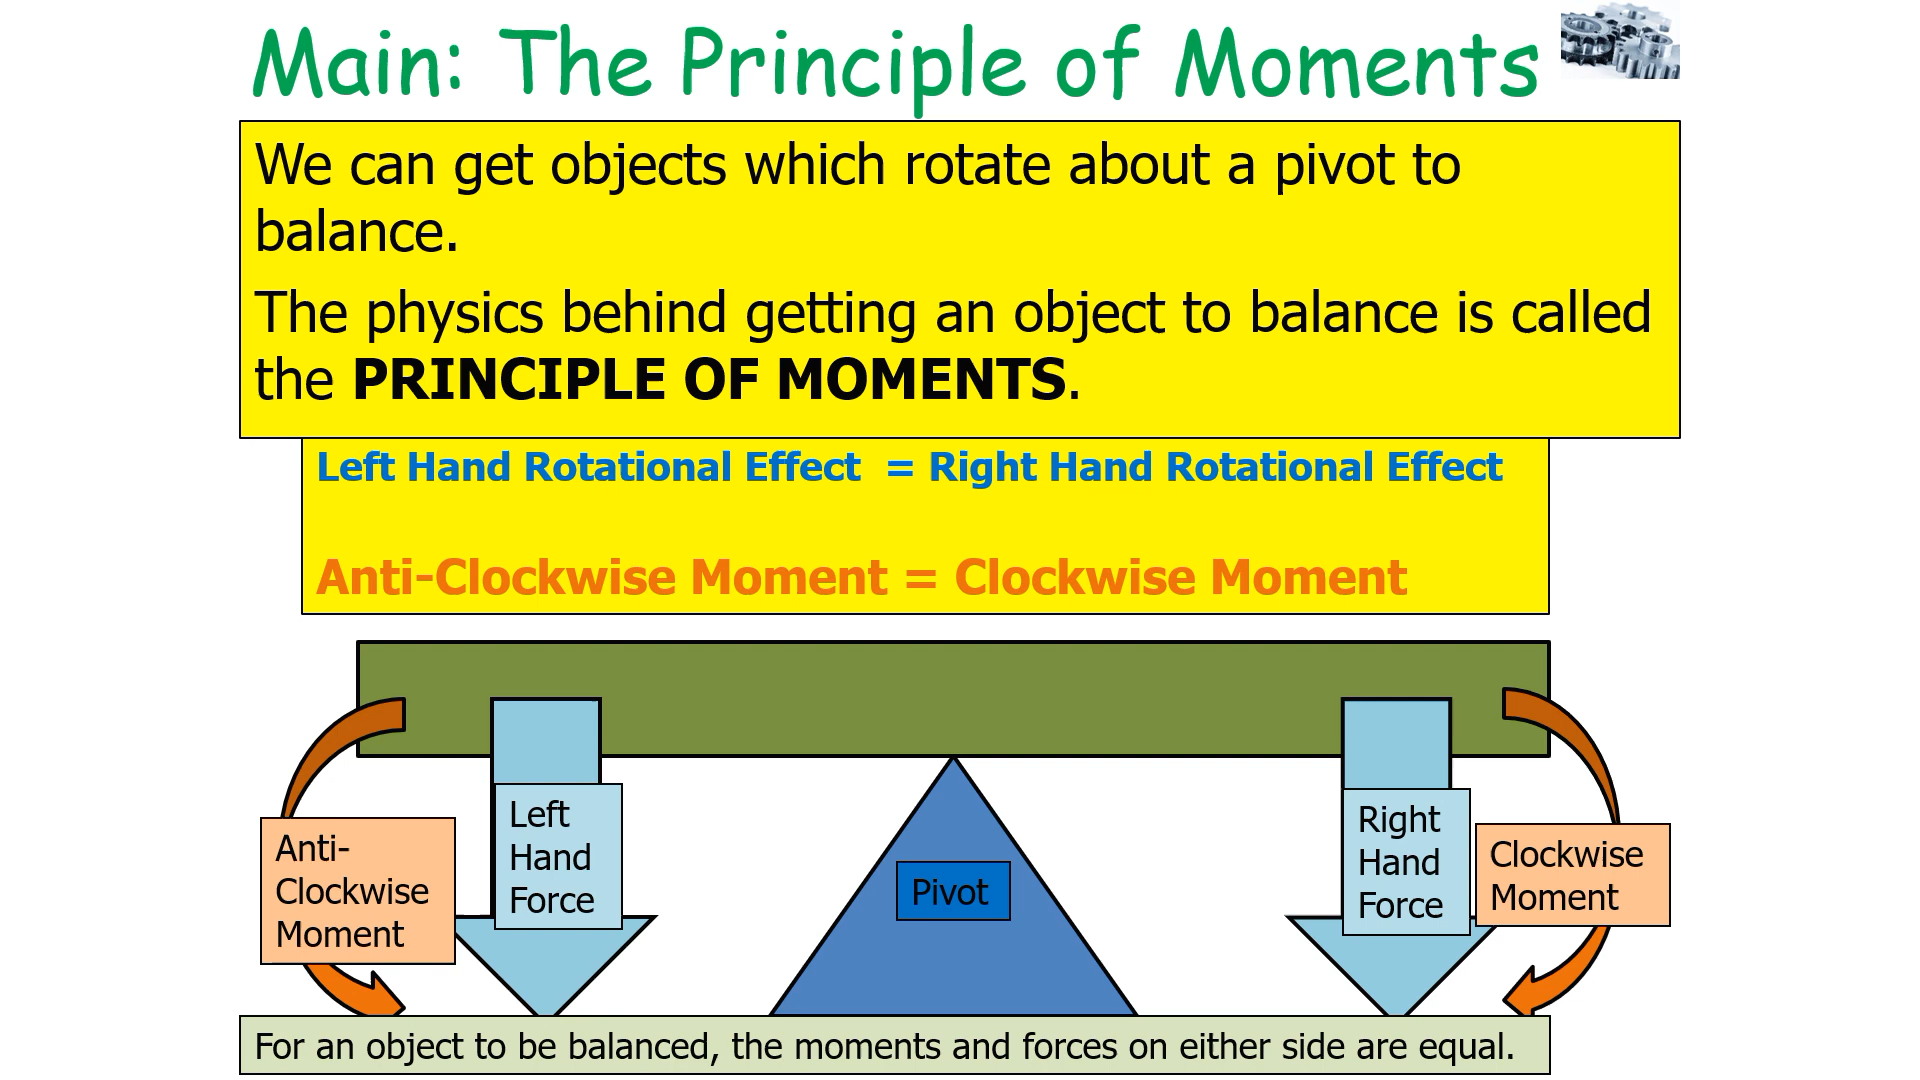 Main: The Principle of Moments
We can get objects which rotate about a pivot to
balance.
The physics behind getting an object to balance is called
the PRINCIPLE OF MOMENTS.
Left Hand Rotational Effect = Right Hand Rotational Effect
Anti-Clockwise Moment = Clockwise Moment
Anti-
Clockwise
Moment
Left
Hand
Force
Pivot
Right
Hand
Force
Clockwise
Moment
For an object to be balanced, the moments and forces on either side are equal.